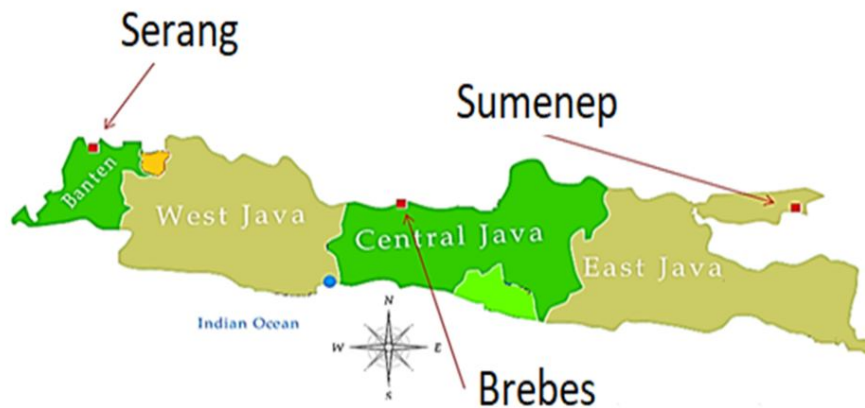 Serang
Sumenep
Banten
West Java
Central Java
East Java
Indian Ocean
N
W
E
S
Brebes